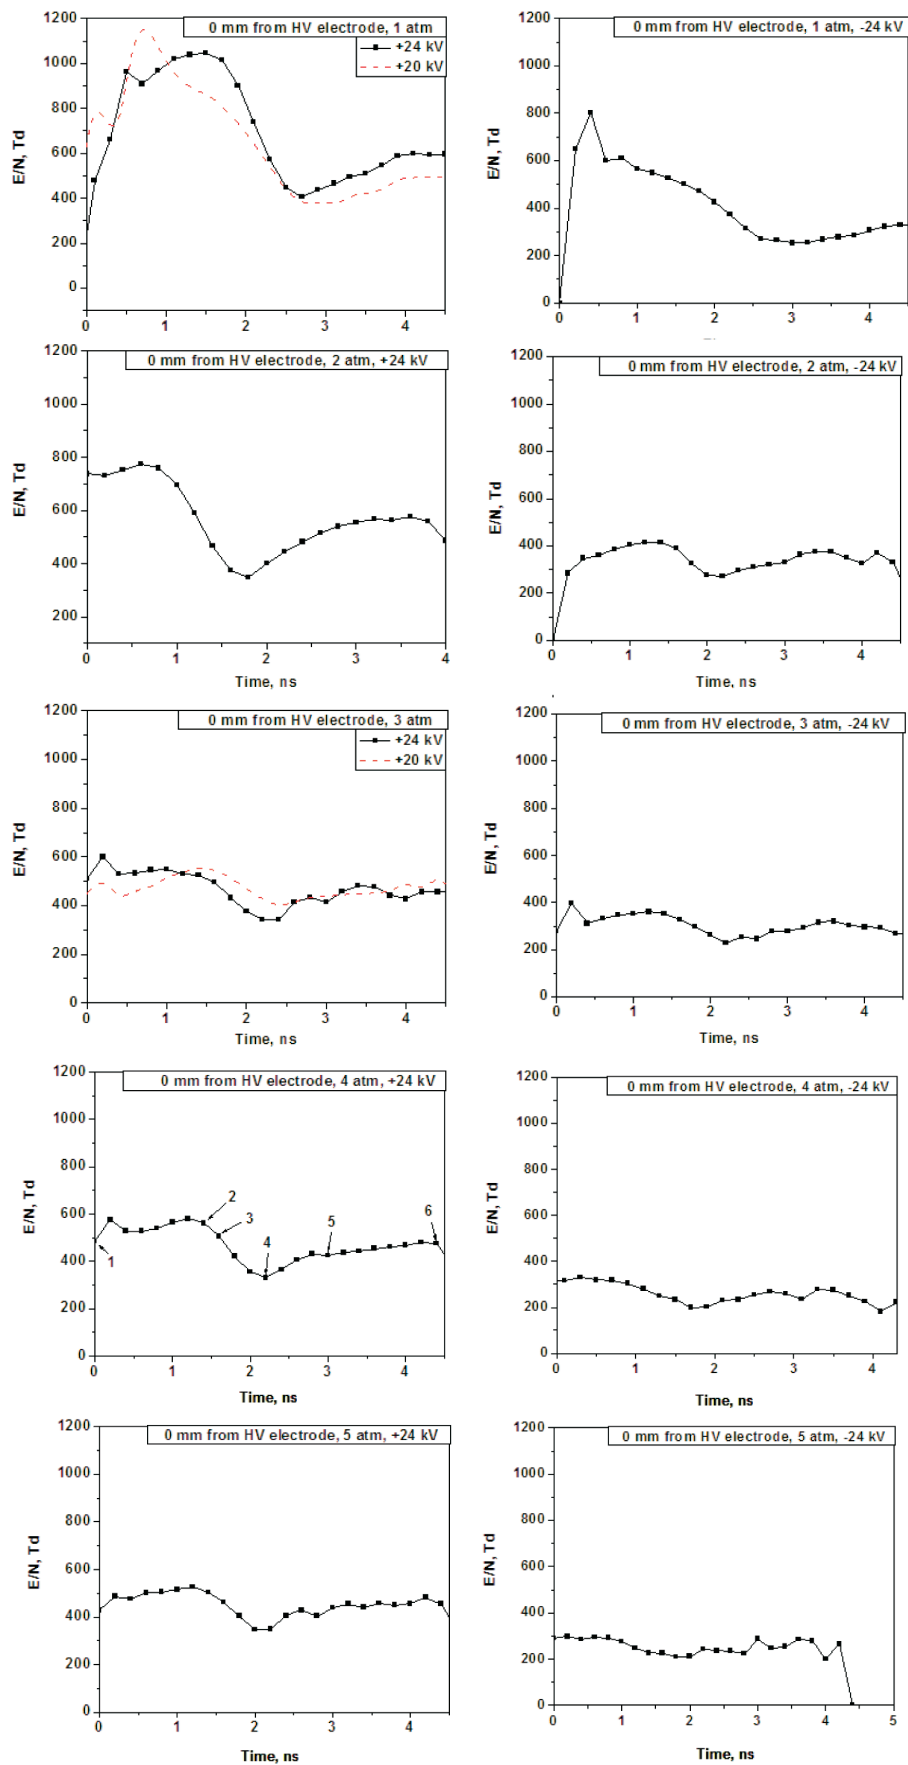 0 mm from HV electrode, 1 atm
+24 kV
+20 kV
E/N, Td
1200
1000
800
600
400
200
0
0 1 2 3 4
0 mm from HV electrode, 1 atm, -24 kV
E/N, Td
1200
1000
800
600
400
200
0
0 1 2 3 4
0 mm from HV electrode, 2 atm, +24 kV
E/N, Td
1200
1000
800
600
400
200
0 1 2 3 4
Time, ns
0 mm from HV electrode, 2 atm, -24 kV
E/N, Td
1200
1000
800
600
400
200
0
0 1 2 3 4
Time, ns
0 mm from HV electrode, 3 atm
+24 kV
+20 kV
E/N, Td
1200
1000
800
600
400
200
0
0 1 2 3 4
Time, ns
0 mm from HV electrode, 3 atm, -24 kV
E/N, Td
1200
1000
800
600
400
200
0
0 1 2 3 4
Time, ns
0 mm from HV electrode, 4 atm, +24 kV
E/N, Td
1200
1000
800
600
400
200
0
1
2
3
4
5
6
0 1 2 3 4
Time, ns
0 mm from HV electrode, 4 atm, -24 kV
E/N, Td
1200
1000
800
600
400
200
0
0 1 2 3 4
Time, ns
0 mm from HV electrode, 5 atm, +24 kV
E/N, Td
1200
1000
800
600
400
200
0
0 1 2 3 4
Time, ns
0 mm from HV electrode, 5 atm, -24 kV
E/N, Td
1200
1000
800
600
400
200
0
0 1 2 3 4 5
Time, ns